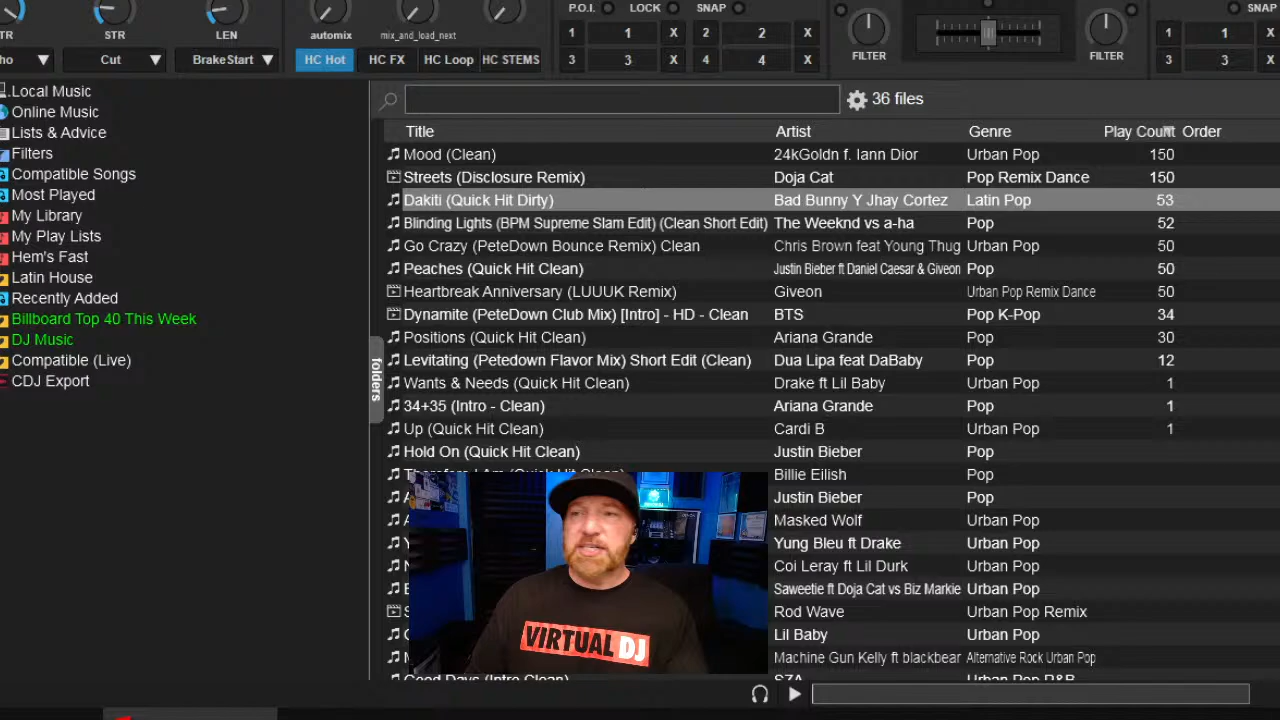 TR
STR
LEN
automix
mix_and_load_next
P.O.I.
LOCK
SNAP
1 1 X 2 2 X
3 3 X 4 4 X
FILTER
FILTER
SNAP
1 1 X
3 3 X
ho
Cut
BrakeStart
HC Hot
HC FX
HC Loop
HC STEMS
Local Music
Online Music
Lists & Advice
Filters
Compatible Songs
Most Played
My Library
My Play Lists
Hem's Fast
Latin House
Recently Added
Billboard Top 40 This Week
DJ Music
Compatible (Live)
CDJ Export
folders
36 files
Title Artist Genre Play Count Order
Mood (Clean) 24kGoldn f. Iann Dior Urban Pop 150
Streets (Disclosure Remix) Doja Cat Pop Remix Dance 150
Dakiti (Quick Hit Dirty) Bad Bunny Y Jhay Cortez Latin Pop 53
Blinding Lights (BPM Supreme Slam Edit) (Clean Short Edit) The Weeknd vs a-ha Pop 52
Go Crazy (PeteDown Bounce Remix) Clean Chris Brown feat Young Thug Urban Pop 50
Peaches (Quick Hit Clean) Justin Bieber ft Daniel Caesar & Giveon Pop 50
Heartbreak Anniversary (LUUUK Remix) Giveon Urban Pop Remix Dance 50
Dynamite (PeteDown Club Mix) [Intro] - HD - Clean BTS Pop K-Pop 34
Positions (Quick Hit Clean) Ariana Grande Pop 30
Levitating (Petedown Flavor Mix) Short Edit (Clean) Dua Lipa feat DaBaby Pop 12
Wants & Needs (Quick Hit Clean) Drake ft Lil Baby Urban Pop 1
34+35 (Intro - Clean) Ariana Grande Pop 1
Up (Quick Hit Clean) Cardi B Urban Pop 1
Hold On (Quick Hit Clean) Justin Bieber Pop
Therefore I Am (Quick Hit Clean) Billie Eilish Pop
Justin Bieber Pop
Masked Wolf Urban Pop
Yung Bleu ft Drake Urban Pop
Coi Leray ft Lil Durk Urban Pop
Saweetie ft Doja Cat vs Biz Markie Urban Pop
Rod Wave Urban Pop Remix
Lil Baby Urban Pop
Machine Gun Kelly ft blackbear Alternative Rock Urban Pop
Good Days (Intro Clean) SZA Urban Pop R&B
VIRTUAL DJ